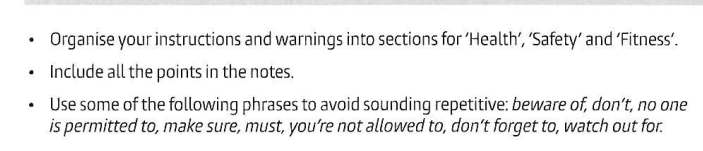 • Organise your instructions and warnings into sections for 'Health', 'Safety' and 'Fitness'.
• Include all the points in the notes.
• Use some of the following phrases to avoid sounding repetitive: beware of, don't, no one
is permitted to, make sure, must, you're not allowed to, don't forget to, watch out for.